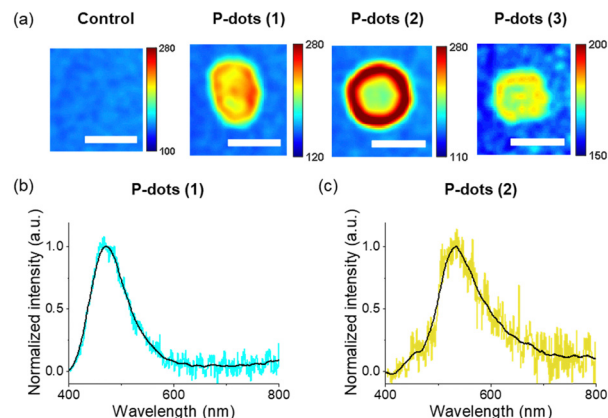 (a)
Control
P-dots (1)
P-dots (2)
P-dots (3)
280
100
280
120
280
110
200
150
(b)
P-dots (1)
Normalized intensity (a.u.)
1.0
0.5
0.0
400
600
800
Wavelength (nm)
(c)
P-dots (2)
Normalized intensity (a.u.)
1.0
0.5
0.0
400
600
800
Wavelength (nm)